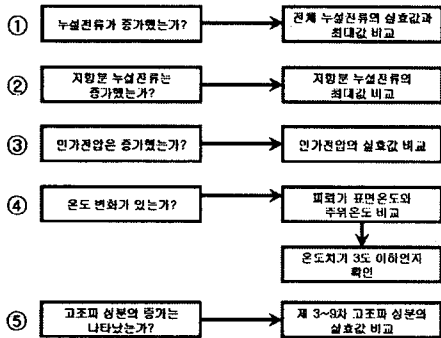 ① 누설전류가 증가했는가? 전체 누설전류의 실효값과
최대값 비교
② 저항분 누설전류는
증가했는가? 저항분 누설전류의
최대값 비교
③ 인가전압은 증가했는가? 인가전압의 실효값 비교
④ 온도 변화가 있는가? 피뢰기 표면온도와
주위온도 비교
온도차가 3도 이하인지
확인
⑤ 고조파 성분의 증가는
나타났는가? 제 3~9차 고조파 성분의
실효값 비교